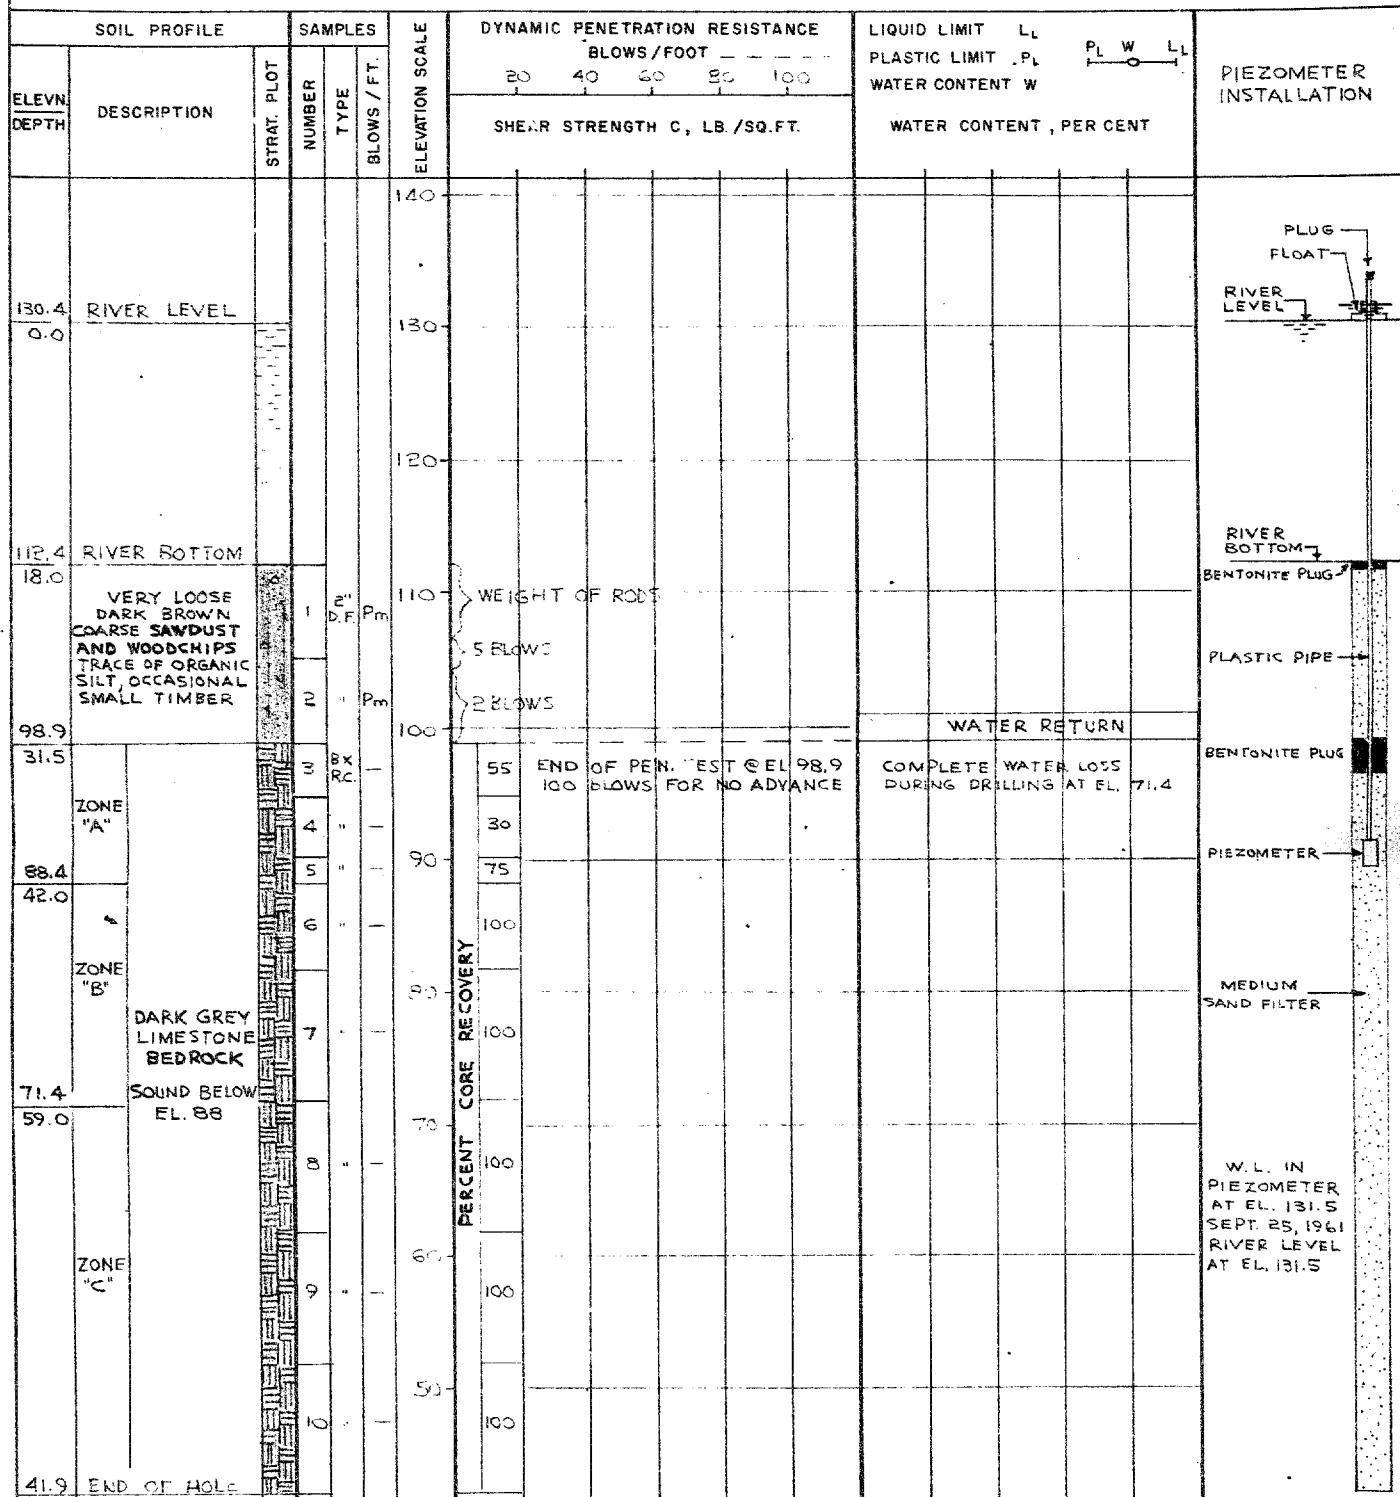 SOIL PROFILE
SAMPLES
ELEVN.
DEPTH
DESCRIPTION
STRAT. PLOT
NUMBER
TYPE
BLOWS / FT.
ELEVATION SCALE
DYNAMIC PENETRATION RESISTANCE
BLOWS/FOOT
20 40 60 80 100
SHEAR STRENGTH C, LB./SQ.FT.
LIQUID LIMIT LL
PLASTIC LIMIT PL
WATER CONTENT W
PL W LL
WATER CONTENT, PER CENT
PIEZOMETER
INSTALLATION
140
130
120
110
100
90
80
70
60
50
130.4 RIVER LEVEL
0.0
112.4 RIVER BOTTOM
18.0
VERY LOOSE
DARK BROWN
COARSE SAWDUST
AND WOODCHIPS
TRACE OF ORGANIC
SILT, OCCASIONAL
SMALL TIMBER
98.9
31.5
ZONE
"A"
88.4
42.0
ZONE
"B"
DARK GREY
LIMESTONE
BEDROCK
SOUND BELOW
EL. 88
71.4
59.0
ZONE
"C"
41.9 END OF HOLE
1 2" D.F. Pm
2 " Pm
3 BX R.C. —
4 " —
5 " —
6 " —
7 " —
8 " —
9 " —
10 " —
WEIGHT OF RODS
5 BLOWS
2 BLOWS
PERCENT CORE RECOVERY
55
30
75
100
100
100
100
100
END OF PEN. TEST @ EL 98.9
100 BLOWS FOR NO ADVANCE
WATER RETURN
COMPLETE WATER LOSS
DURING DRILLING AT EL. 71.4
PLUG
FLOAT
RIVER
LEVEL
RIVER
BOTTOM
BENTONITE PLUG
PLASTIC PIPE
BENTONITE PLUG
PIEZOMETER
MEDIUM
SAND FILTER
W.L. IN
PIEZOMETER
AT EL. 131.5
SEPT. 25, 1961
RIVER LEVEL
AT EL. 131.5